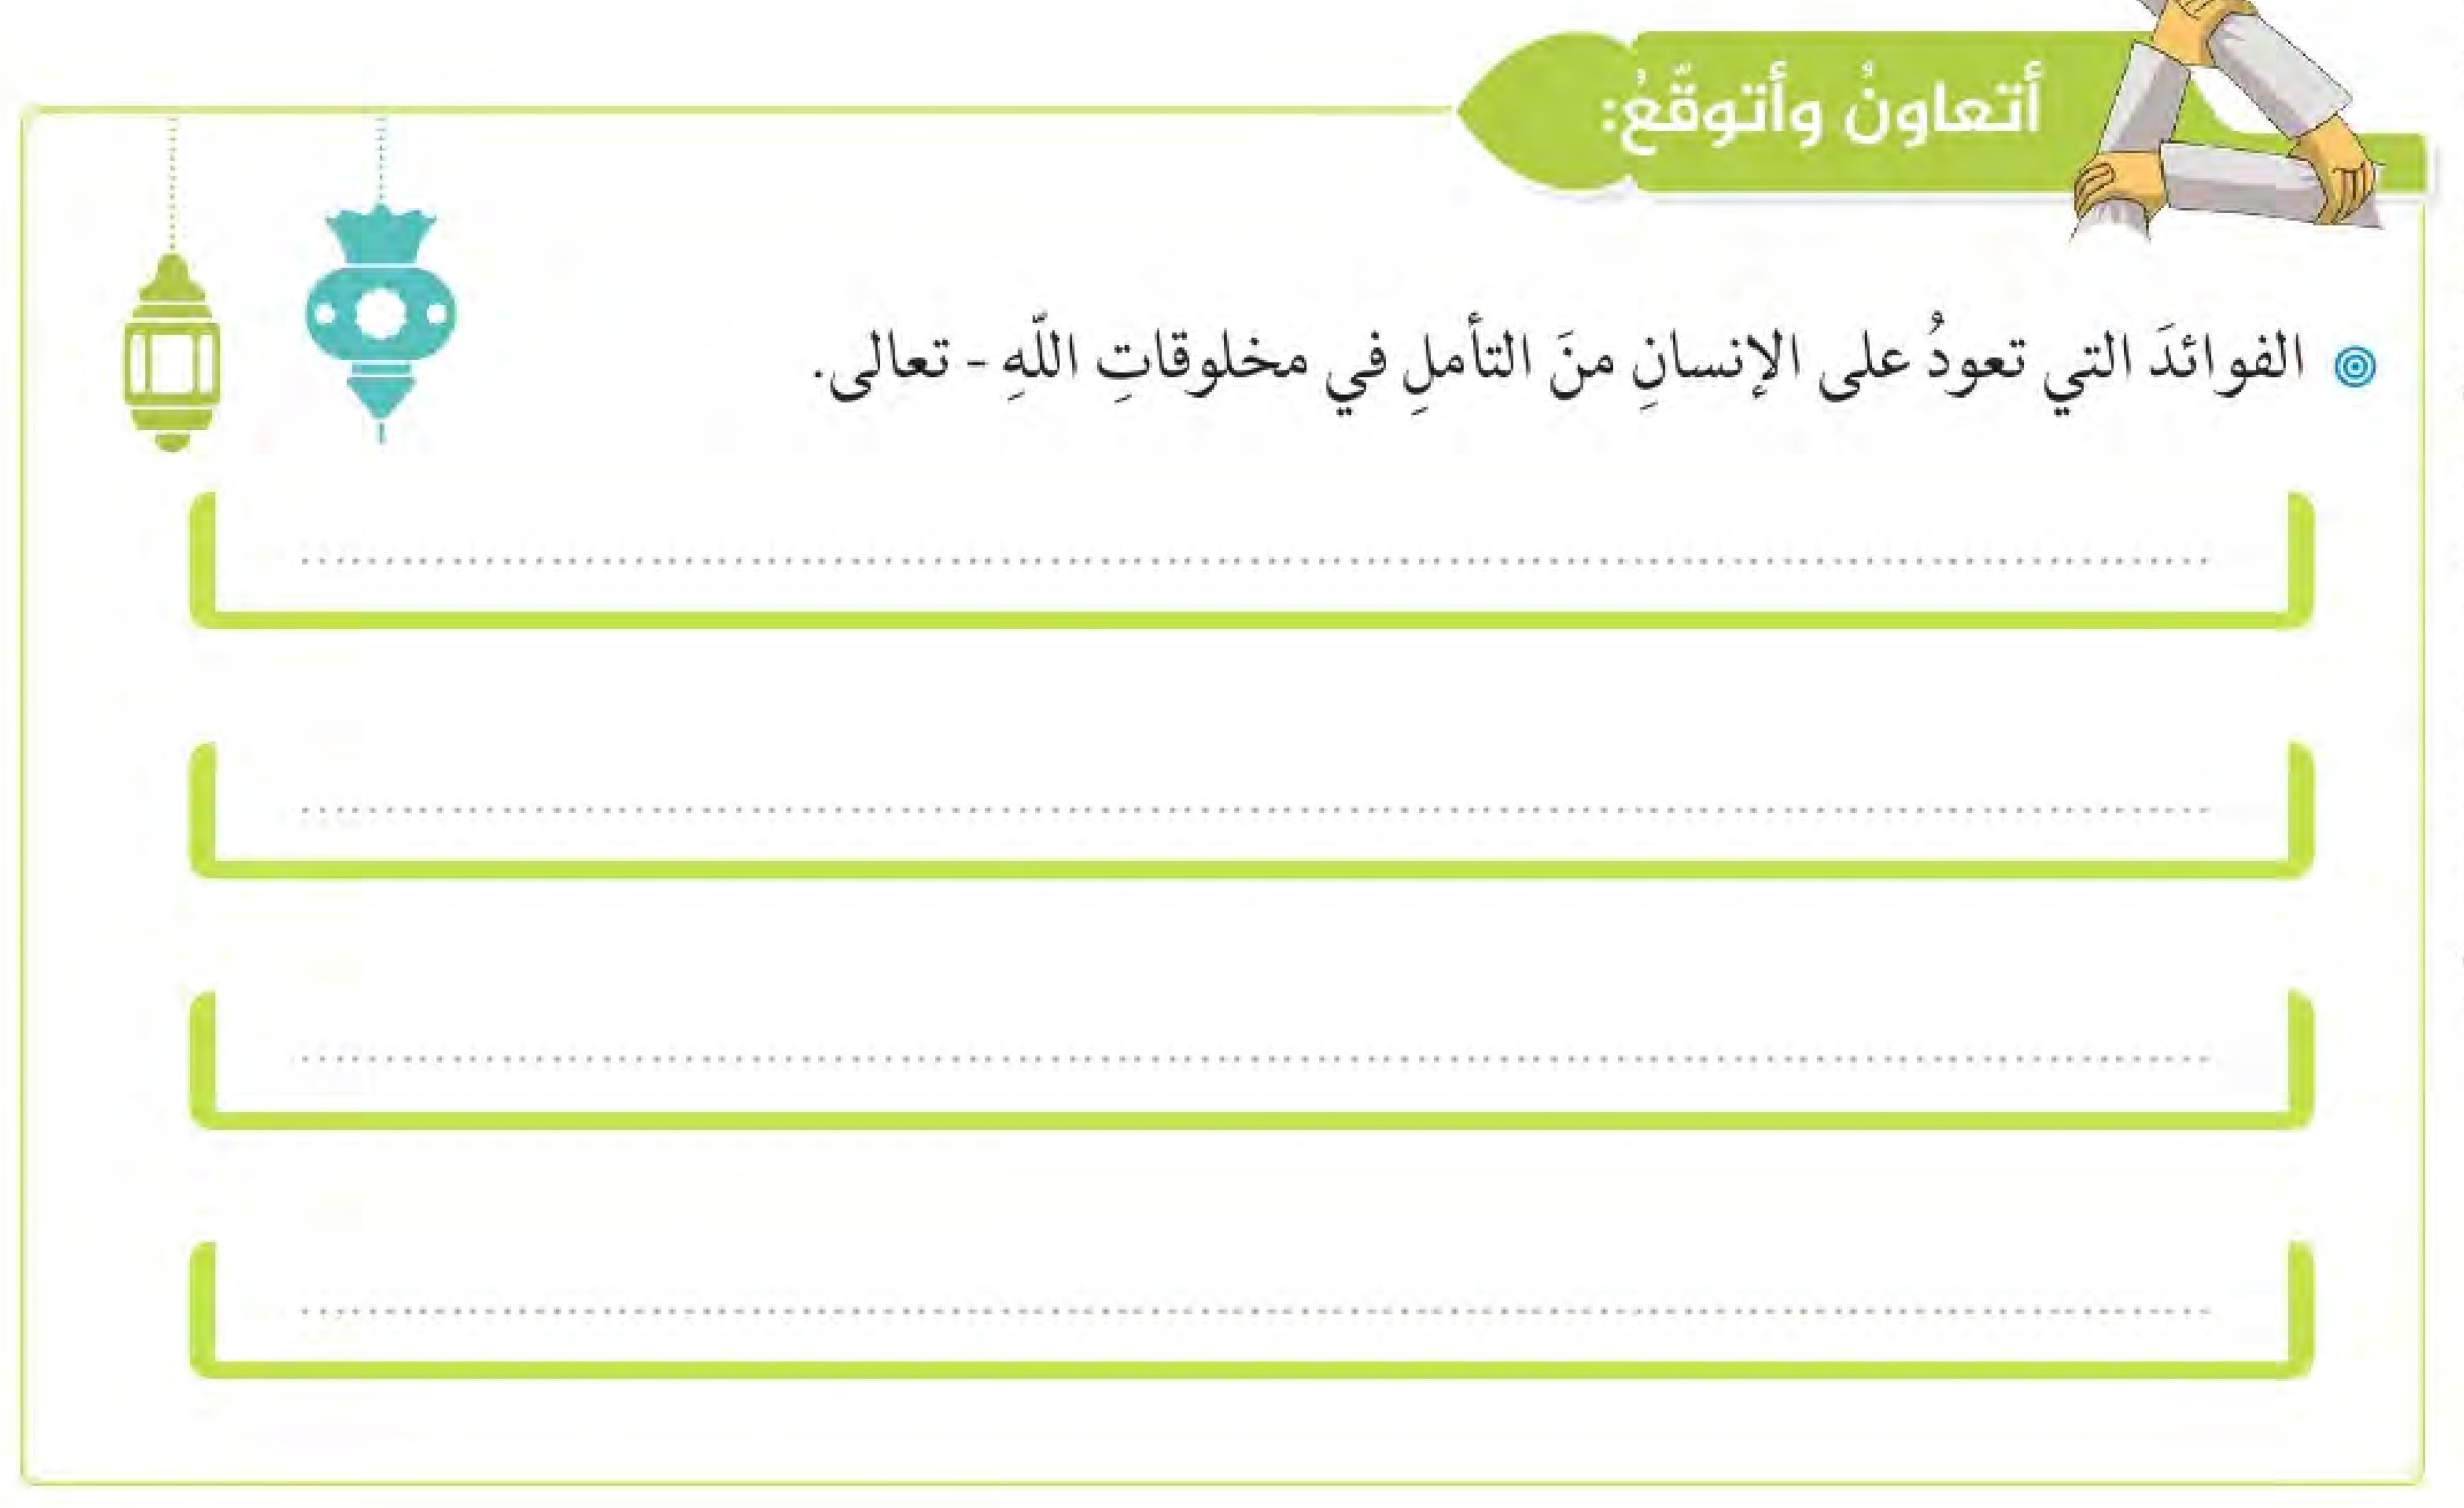 أتعاونُ وأتوقّعُ:
الفوائدَ التي تعودُ على الإنسانِ منَ التأملِ في مخلوقاتِ اللّهِ - تعالى.